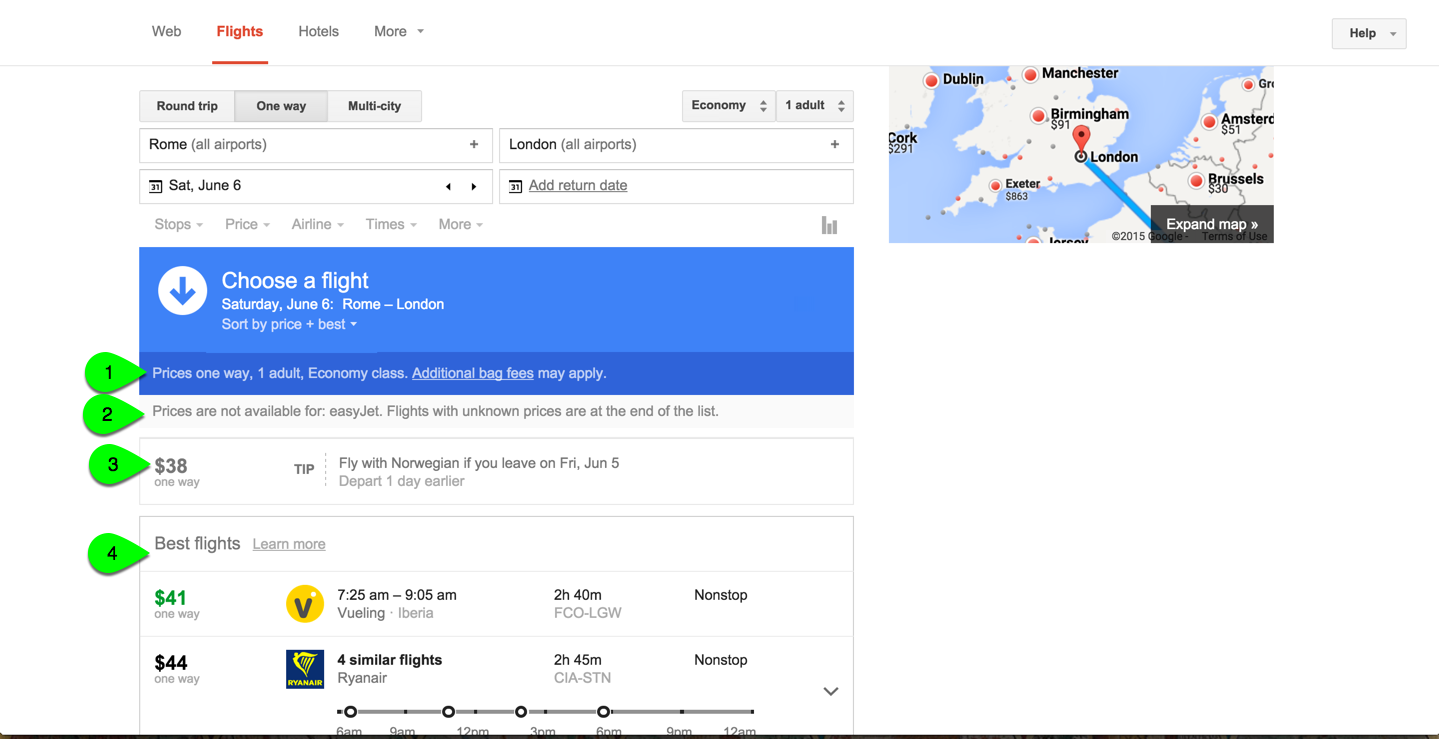 Web Flights Hotels More
Help
Round trip One way Multi-city
Economy 1 adult
Rome (all airports) +
London (all airports) +
31 Sat, June 6
31 Add return date
Stops Price Airline Times More
Choose a flight
Saturday, June 6: Rome – London
Sort by price + best
1
Prices one way, 1 adult, Economy class. Additional bag fees may apply.
2
Prices are not available for: easyJet. Flights with unknown prices are at the end of the list.
3
$38
one way
TIP
Fly with Norwegian if you leave on Fri, Jun 5
Depart 1 day earlier
4
Best flights Learn more
$41
one way
V
7:25 am – 9:05 am
Vueling · Iberia
2h 40m
FCO-LGW
Nonstop
$44
one way
RYANAIR
4 similar flights
Ryanair
2h 45m
CIA-STN
Nonstop
6am 9am 12pm 3pm 6pm 9pm 12am
Dublin
Manchester
Gr
Birmingham
$91
Amsterd
$51
Cork
$291
London
Exeter
$863
Brussels
$30
Jersey
Expand map »
©2015 Google - Terms of Use